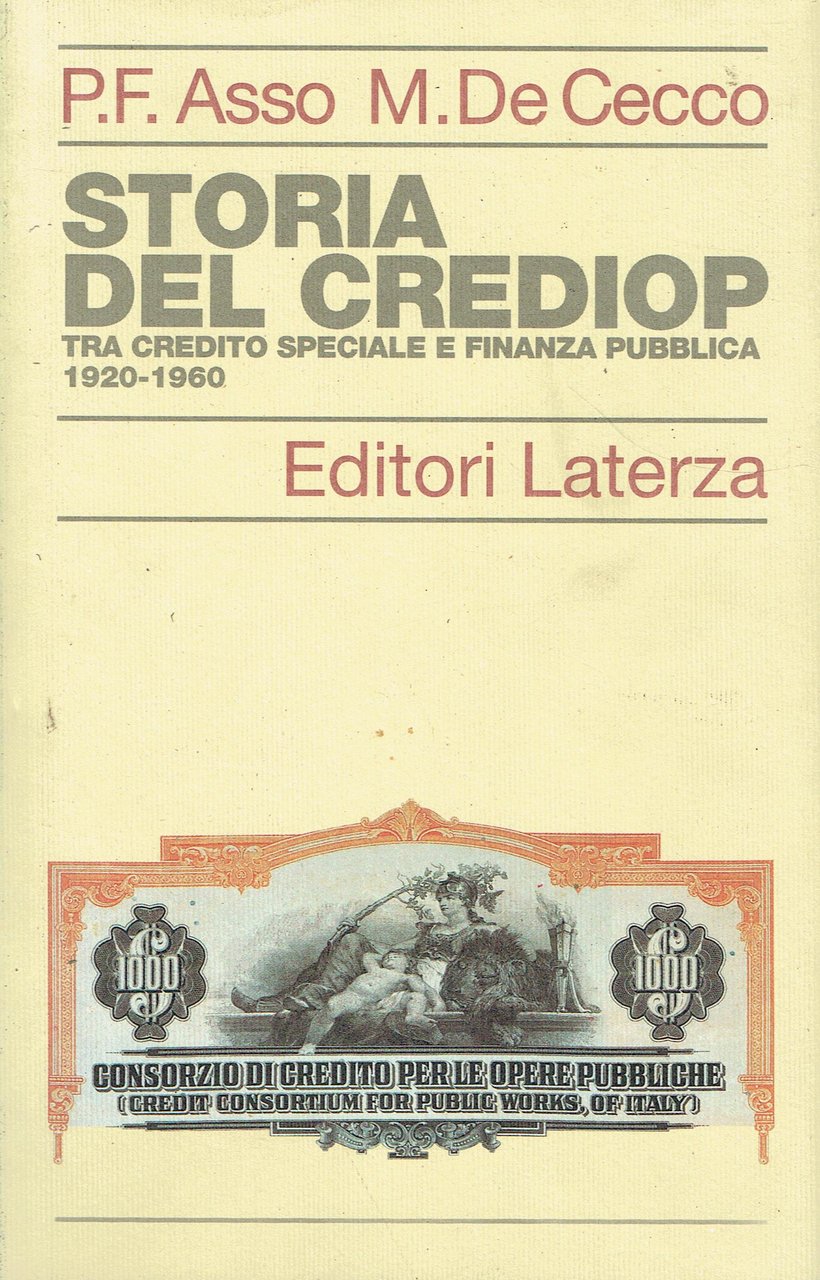 P.F. Asso M. De Cecco
STORIA
DEL CREDIOP
TRA CREDITO SPECIALE E FINANZA PUBBLICA
1920-1960
Editori Laterza
$1000 $1000
CONSORZIO DI CREDITO PER LE OPERE PUBBLICHE
(CREDIT CONSORTIUM FOR PUBLIC WORKS, OF ITALY)